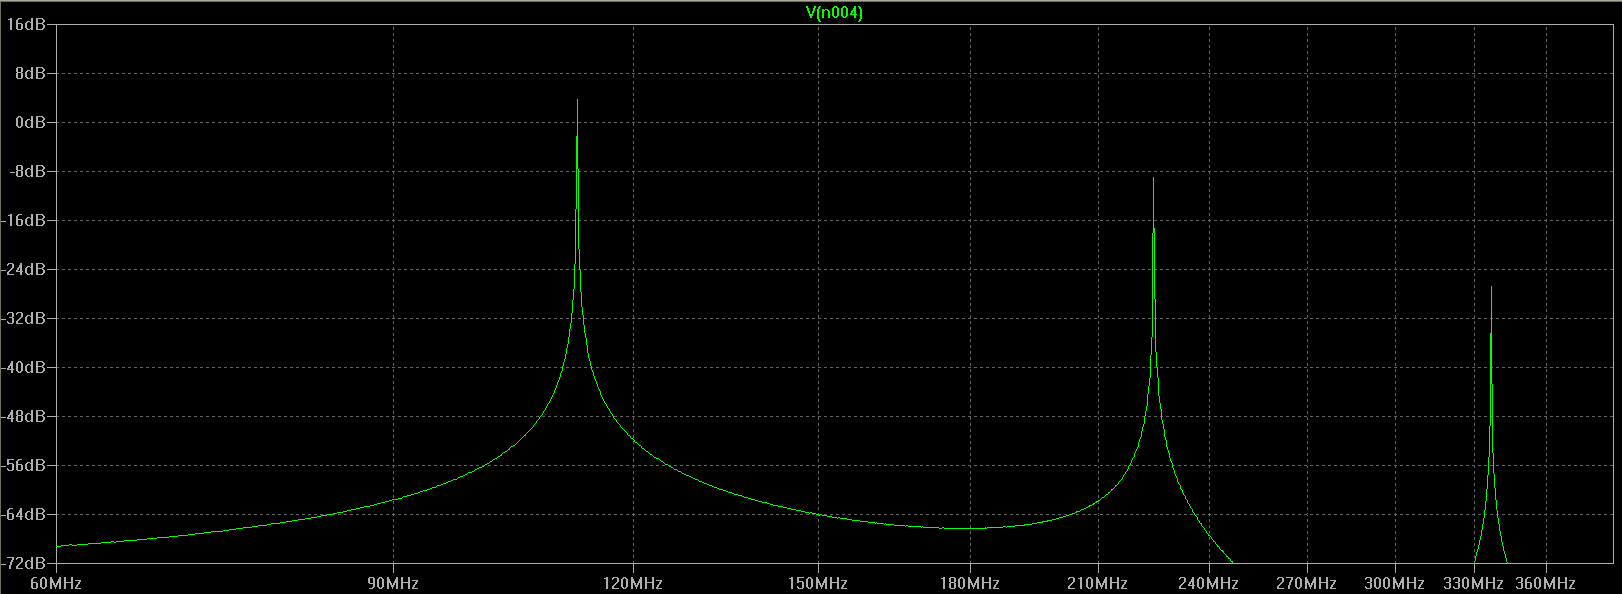 V(n004)
16dB
8dB
0dB
-8dB
-16dB
-24dB
-32dB
-40dB
-48dB
-56dB
-64dB
-72dB
60MHz 90MHz 120MHz 150MHz 180MHz 210MHz 240MHz 270MHz 300MHz 330MHz 360MHz